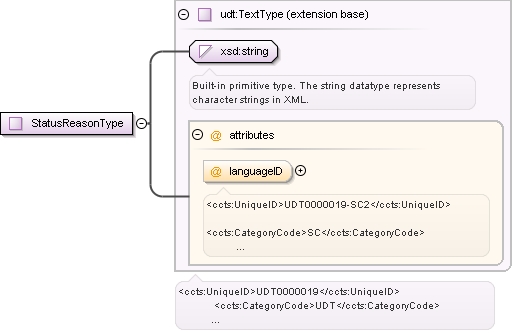 udt:TextType (extension base)
xsd:string
Built-in primitive type. The string datatype represents
character strings in XML.
StatusReasonType
@ attributes
@ languageID
<ccts:UniqueID>UDT0000019-SC2</ccts:UniqueID>
<ccts:CategoryCode>SC</ccts:CategoryCode>
...
<ccts:UniqueID>UDT0000019</ccts:UniqueID>
<ccts:CategoryCode>UDT</ccts:CategoryCode>
...